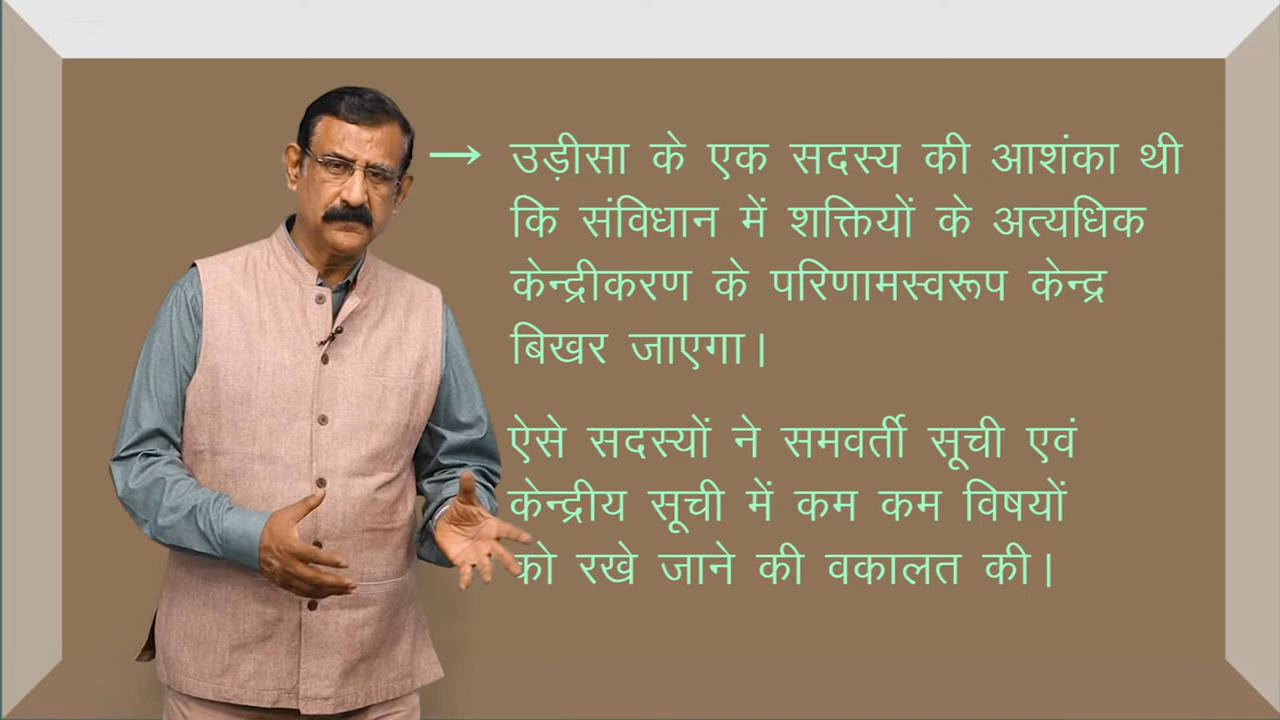 → उड़ीसा के एक सदस्य की आशंका थी
कि संविधान में शक्तियों के अत्यधिक
केन्द्रीकरण के परिणामस्वरूप केन्द्र
बिखर जाएगा।
ऐसे सदस्यों ने समवर्ती सूची एवं
केन्द्रीय सूची में कम कम विषयों
को रखे जाने की वकालत की।